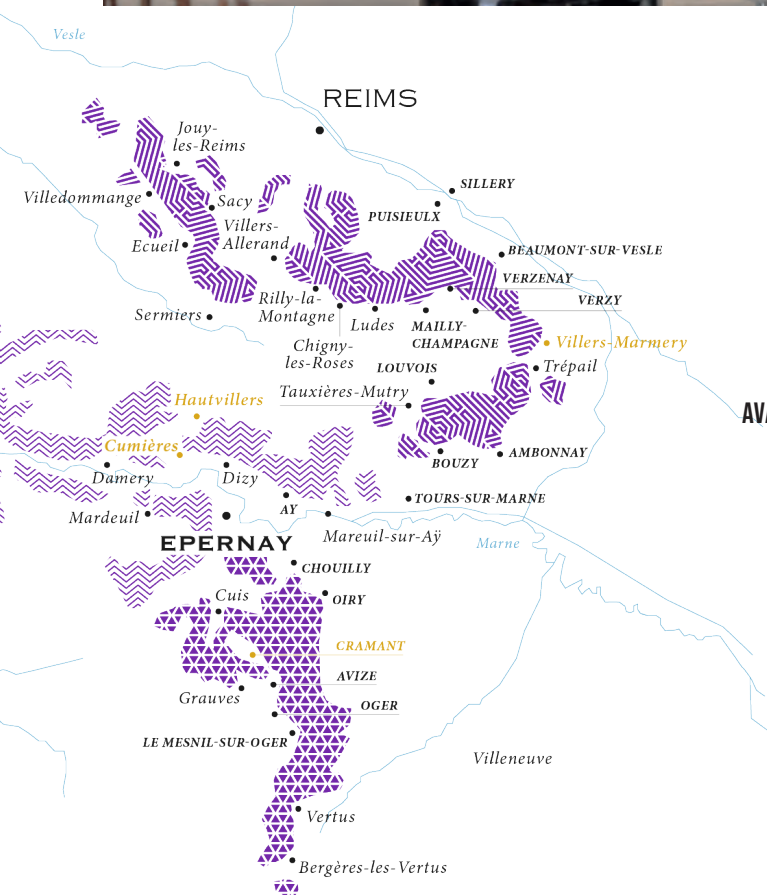 Vesle
REIMS
Jouy-
les-Reims
SILLERY
Villedommange
Sacy
PUISIEULX
Villers-
Allerand
Ecueil
BEAUMONT-SUR-VESLE
VERZENAY
Rilly-la-
Montagne
VERZY
Sermiers
Ludes
MAILLY-
CHAMPAGNE
Villers-Marmery
Chigny-
les-Roses
LOUVOIS
Trépail
Tauxières-Mutry
Hautvillers
AVA
Cumières
AMBONNAY
BOUZY
Damery
Dizy
TOURS-SUR-MARNE
AY
Mardeuil
Mareuil-sur-Aÿ
EPERNAY
Marne
CHOUILLY
Cuis
OIRY
CRAMANT
AVIZE
Grauves
OGER
LE MESNIL-SUR-OGER
Villeneuve
Vertus
Bergères-les-Vertus